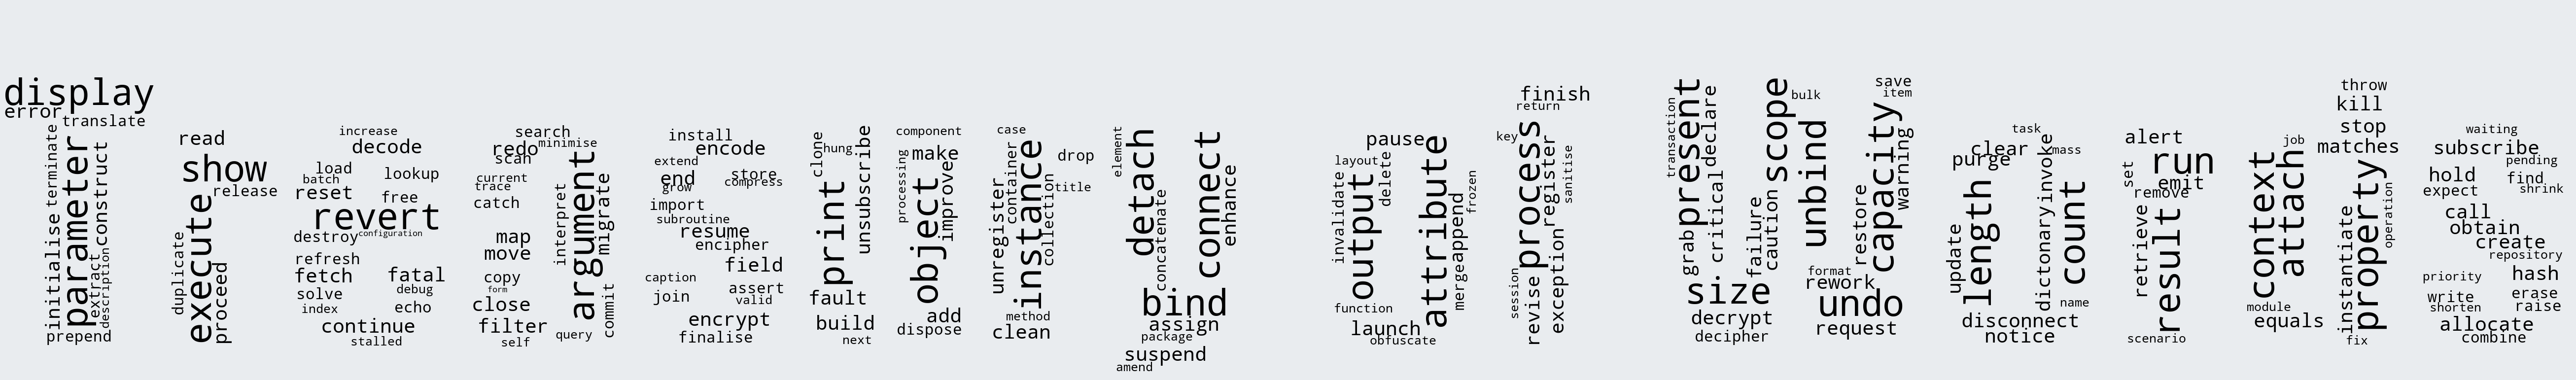 display
error
translate
terminate
initialise
parameter
construct
extract
description
prepend
read
show
release
execute
duplicate
proceed
increase
decode
load
batch
lookup
reset
free
revert
destroy
configuration
refresh
fetch
fatal
debug
solve
index
echo
continue
stalled
search
redo
minimise
scan
current
trace
catch
map
move
interpret
argument
migrate
copy
form
close
filter
self
query
commit
install
encode
extend
end
grow
store
compress
import
subroutine
resume
encipher
field
caption
join
assert
valid
encrypt
finalise
clone
hung
unsubscribe
print
fault
build
next
component
make
processing
improve
object
add
dispose
case
container
instance
drop
title
collection
unregister
method
clean
element
detach
connect
enhance
concatenate
bind
assign
package
suspend
amend
pause
layout
delete
invalidate
output
attribute
frozen
append
merge
function
launch
obfuscate
finish
return
key
process
register
sanitise
session
revise
exception
transaction
present
declare
grab
critical
size
decrypt
decipher
scope
bulk
failure
caution
unbind
save
item
capacity
warning
restore
format
rework
undo
request
task
clear
mass
purge
invoke
length
count
update
dictonary
name
disconnect
notice
alert
run
set
emit
remove
retrieve
result
scenario
job
context
attach
module
equals
throw
kill
stop
matches
property
operation
instantiate
fix
waiting
subscribe
pending
hold
find
expect
shrink
call
obtain
create
repository
priority
hash
write
erase
shorten
raise
allocate
combine